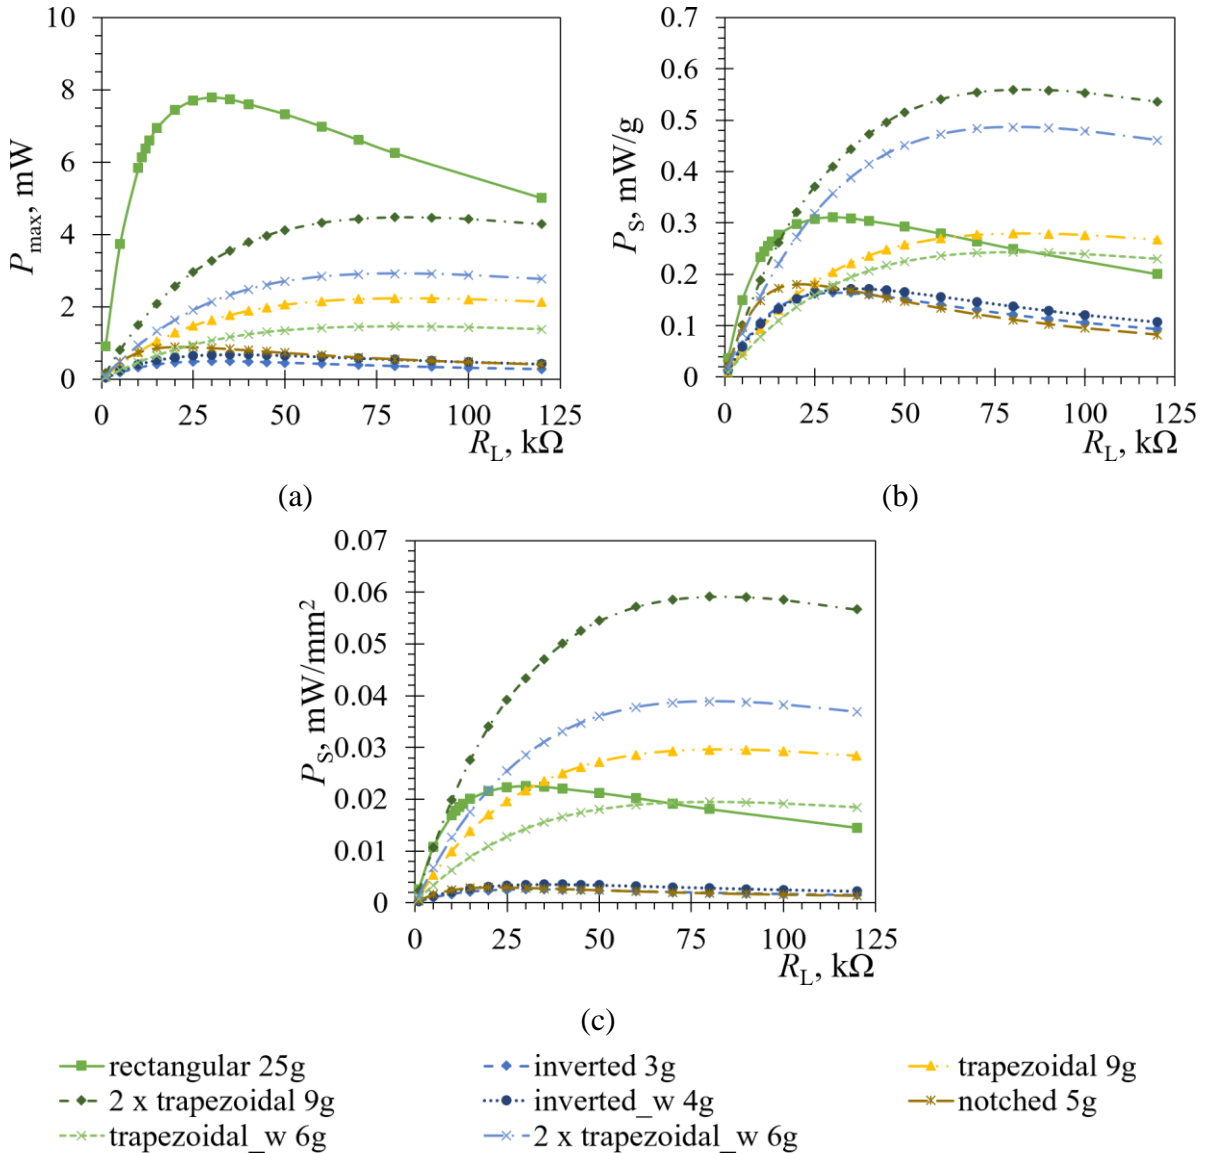 10
8
6
4
2
0
P_max, mW
0 25 50 75 100 125
R_L, kΩ
(a)
0.7
0.6
0.5
0.4
0.3
0.2
0.1
0
P_S, mW/g
0 25 50 75 100 125
R_L, kΩ
(b)
0.07
0.06
0.05
0.04
0.03
0.02
0.01
0
P_S, mW/mm²
0 25 50 75 100 125
R_L, kΩ
(c)
rectangular 25g inverted 3g trapezoidal 9g
2 x trapezoidal 9g inverted_w 4g notched 5g
trapezoidal_w 6g 2 x trapezoidal_w 6g